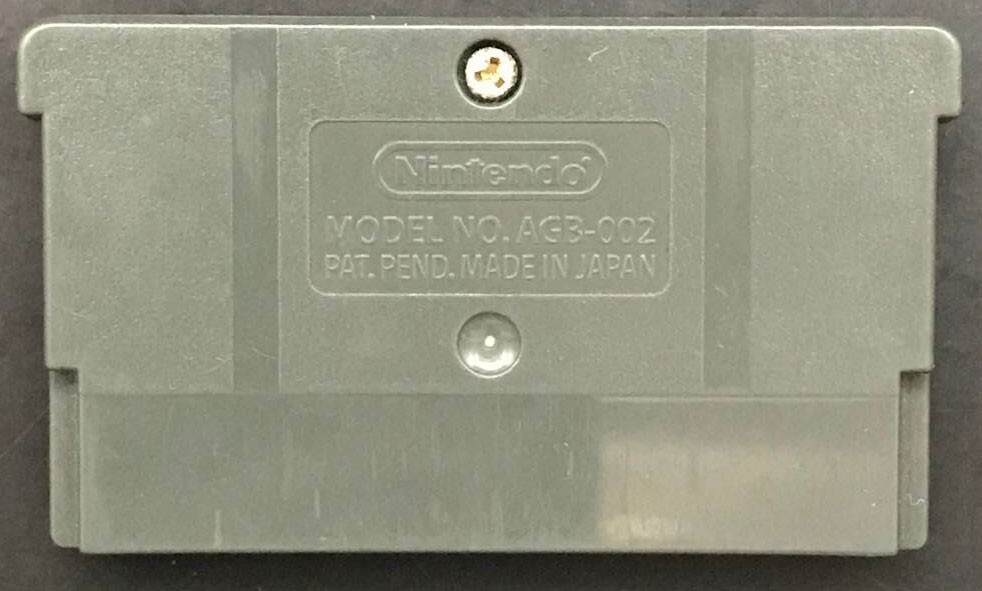 Nintendo®
MODEL NO. AGB-002
PAT. PEND. MADE IN JAPAN